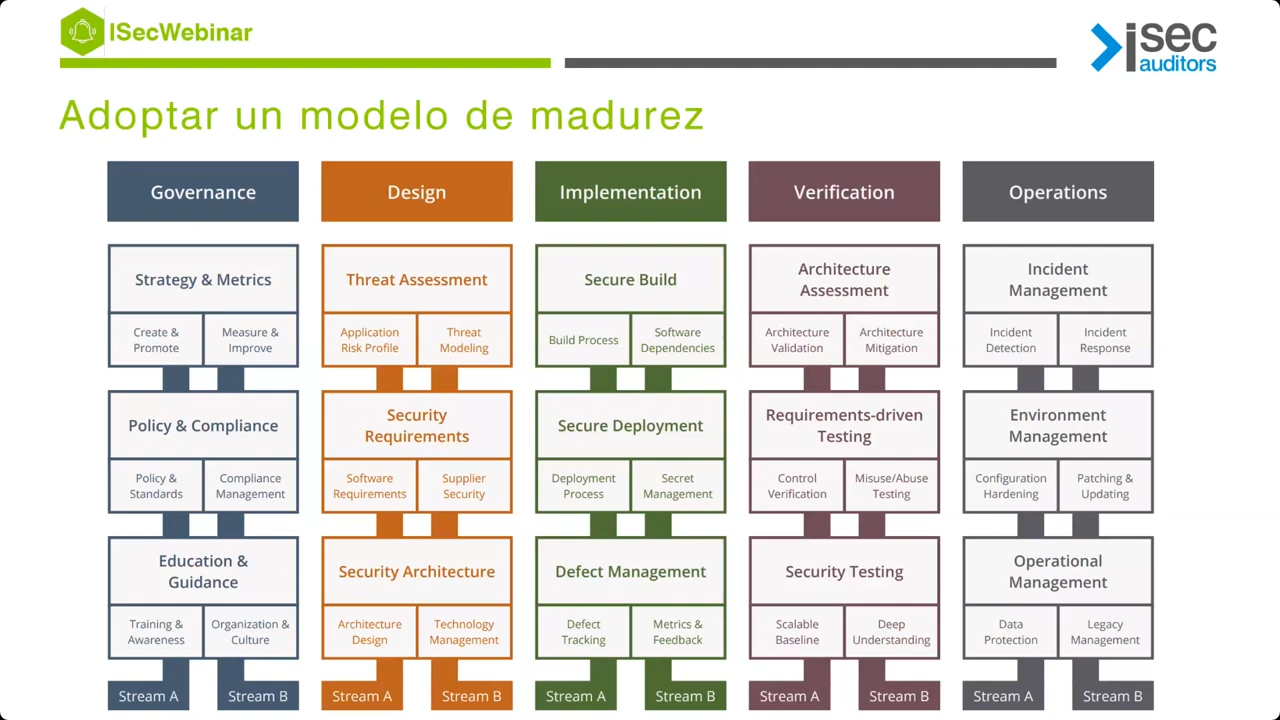 ISecWebinar
isec
auditors
Adoptar un modelo de madurez
Governance
Design
Implementation
Verification
Operations
Strategy & Metrics
Create &
Promote
Measure &
Improve
Policy & Compliance
Policy &
Standards
Compliance
Management
Education &
Guidance
Training &
Awareness
Organization &
Culture
Stream A
Stream B
Threat Assessment
Application
Risk Profile
Threat
Modeling
Security
Requirements
Software
Requirements
Supplier
Security
Security Architecture
Architecture
Design
Technology
Management
Stream A
Stream B
Secure Build
Build Process
Software
Dependencies
Secure Deployment
Deployment
Process
Secret
Management
Defect Management
Defect
Tracking
Metrics &
Feedback
Stream A
Stream B
Architecture
Assessment
Architecture
Validation
Architecture
Mitigation
Requirements-driven
Testing
Control
Verification
Misuse/Abuse
Testing
Security Testing
Scalable
Baseline
Deep
Understanding
Stream A
Stream B
Incident
Management
Incident
Detection
Incident
Response
Environment
Management
Configuration
Hardening
Patching &
Updating
Operational
Management
Data
Protection
Legacy
Management
Stream A
Stream B